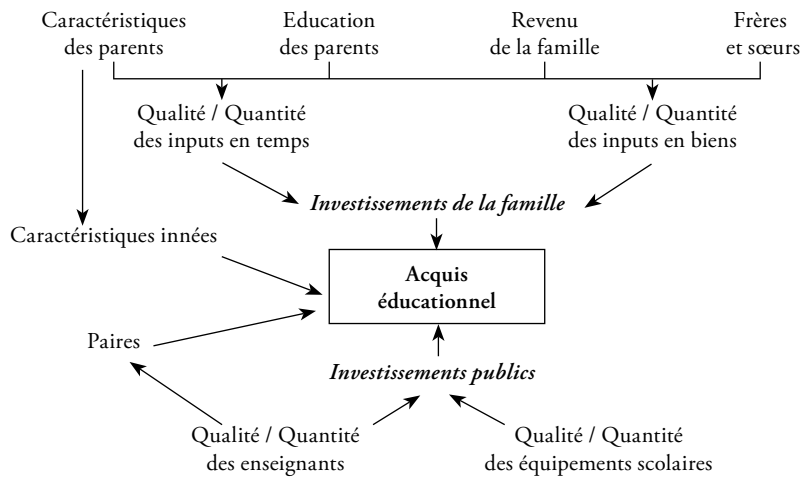 Caractéristiques
des parents
Education
des parents
Revenu
de la famille
Frères
et sœurs
Qualité / Quantité
des inputs en temps
Qualité / Quantité
des inputs en biens
Investissements de la famille
Caractéristiques innées
Acquis
éducationnel
Paires
Investissements publics
Qualité / Quantité
des enseignants
Qualité / Quantité
des équipements scolaires